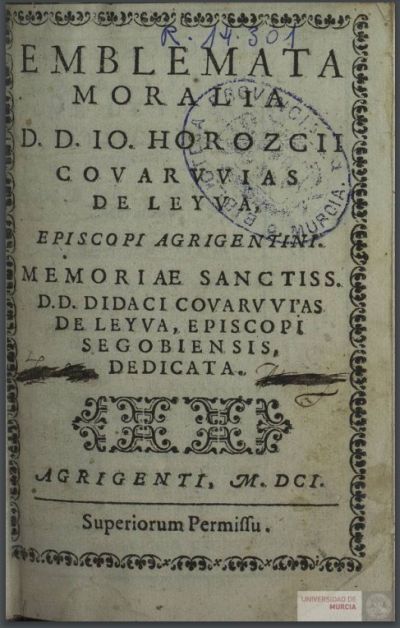 R. 14.301
EMBLEMATA
MORALIA
D. D. IO. HOROZCII
COVARVVIAS
DE LEYVA,
EPISCOPI AGRIGENTINI.
MEMORIAE SANCTISS.
D.D. DIDACI COVARVVIAS
DE LEYVA, EPISCOPI
SEGOBIENSIS,
DEDICATA.
AGRIGENTI, M. DCI.
Superiorum Permiſſu.
MURCIA.
UNIVERSIDAD DE
MURCIA